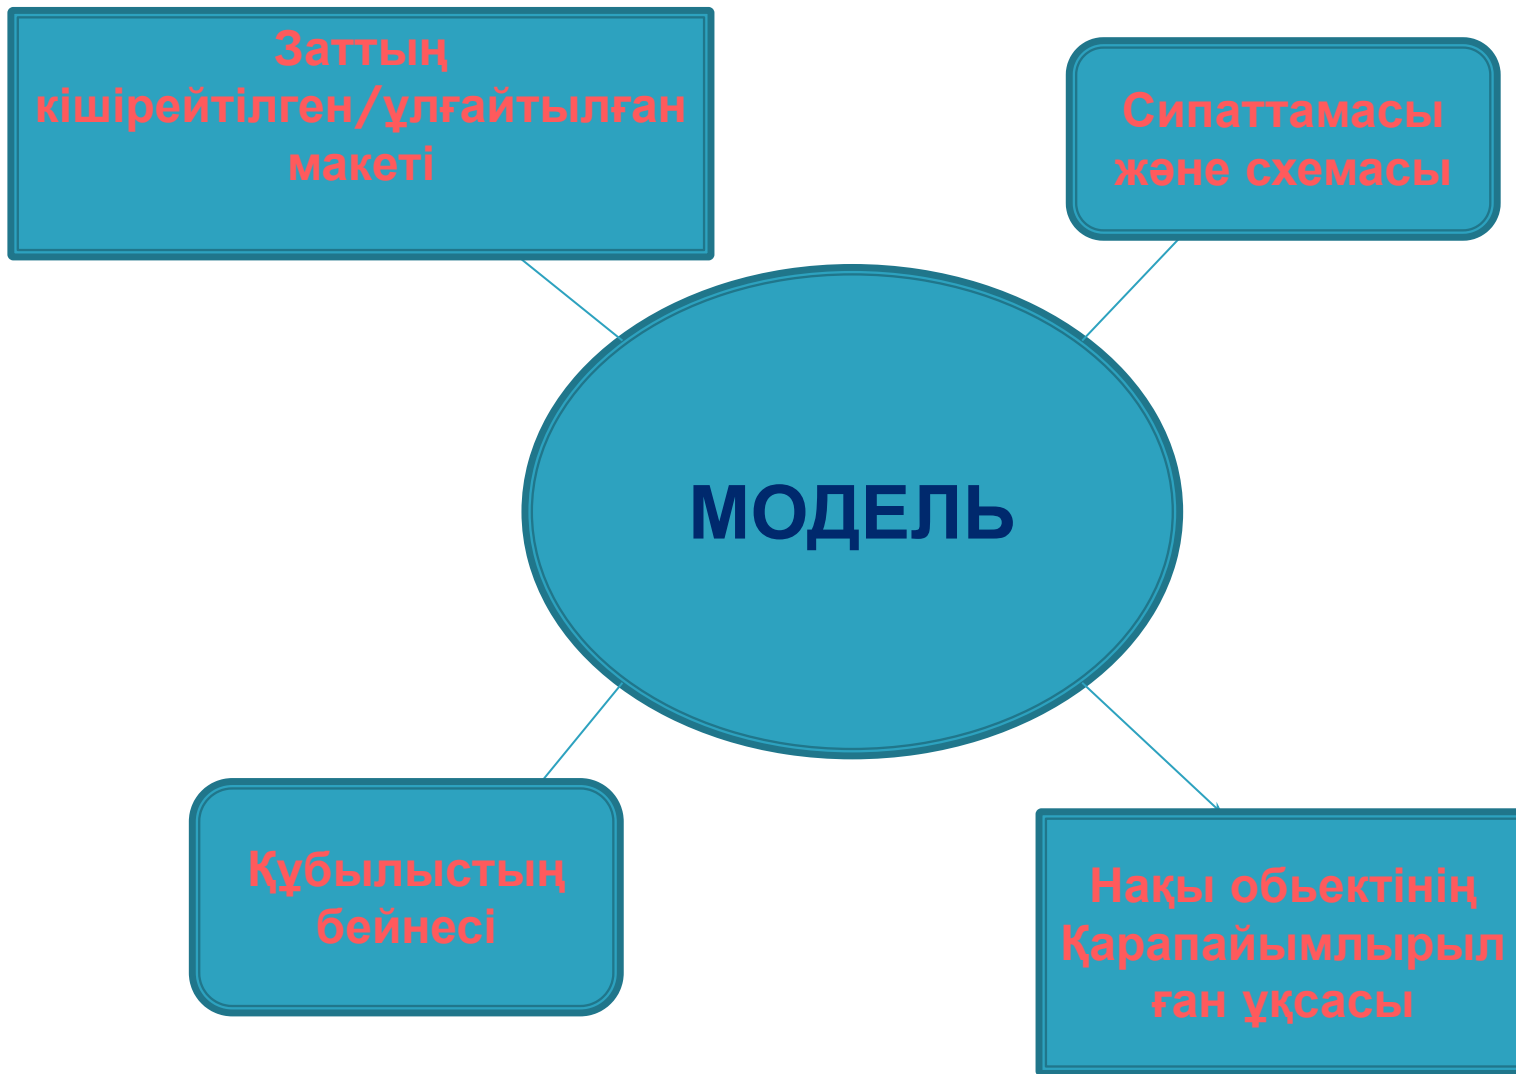 Заттың
кішірейтілген/ұлғайтылған
макеті
Сипаттамасы
және схемасы
МОДЕЛЬ
Құбылыстың
бейнесі
Нақы обьектінің
Қарапайымлырыл
ған ұқсасы